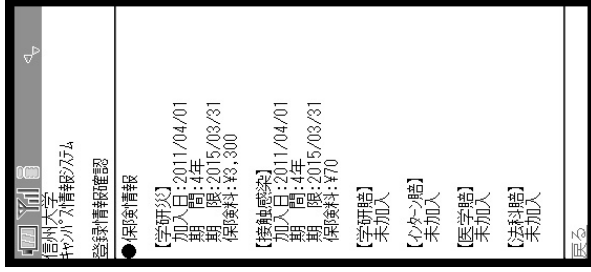 信州大学
ｷｬﾝﾊﾟｽ情報ｼｽﾃﾑ
登録情報確認
●保険情報
【学研災】
加入日:2011/04/01
期　間:4年
期　限:2015/03/31
保険料:¥3,300
【接触感染】
加入日:2011/04/01
期　間:4年
期　限:2015/03/31
保険料:¥70
【学研賠】
未加入
【ｲﾝﾀｰﾝ賠】
未加入
【医学賠】
未加入
【法科賠】
未加入
戻る